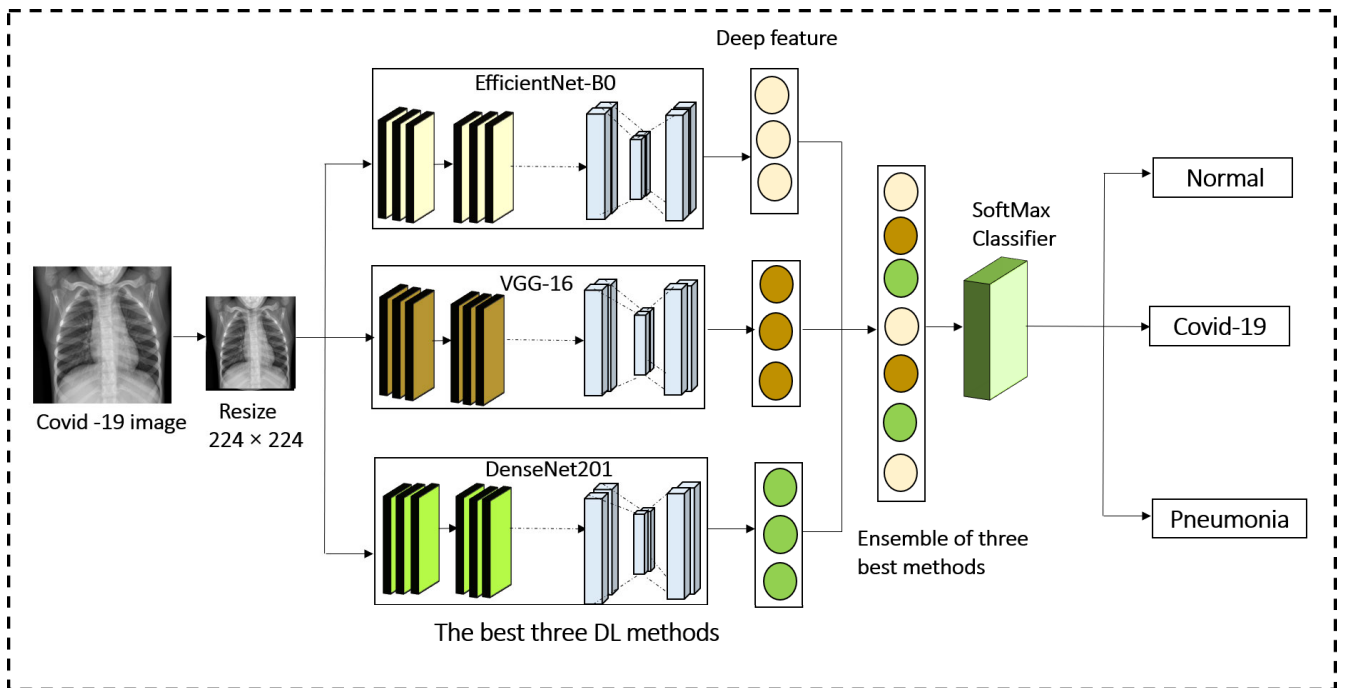 Deep feature
EfficientNet-B0
VGG-16
DenseNet201
Covid -19 image
Resize
224 × 224
The best three DL methods
Ensemble of three
best methods
SoftMax
Classifier
Normal
Covid-19
Pneumonia